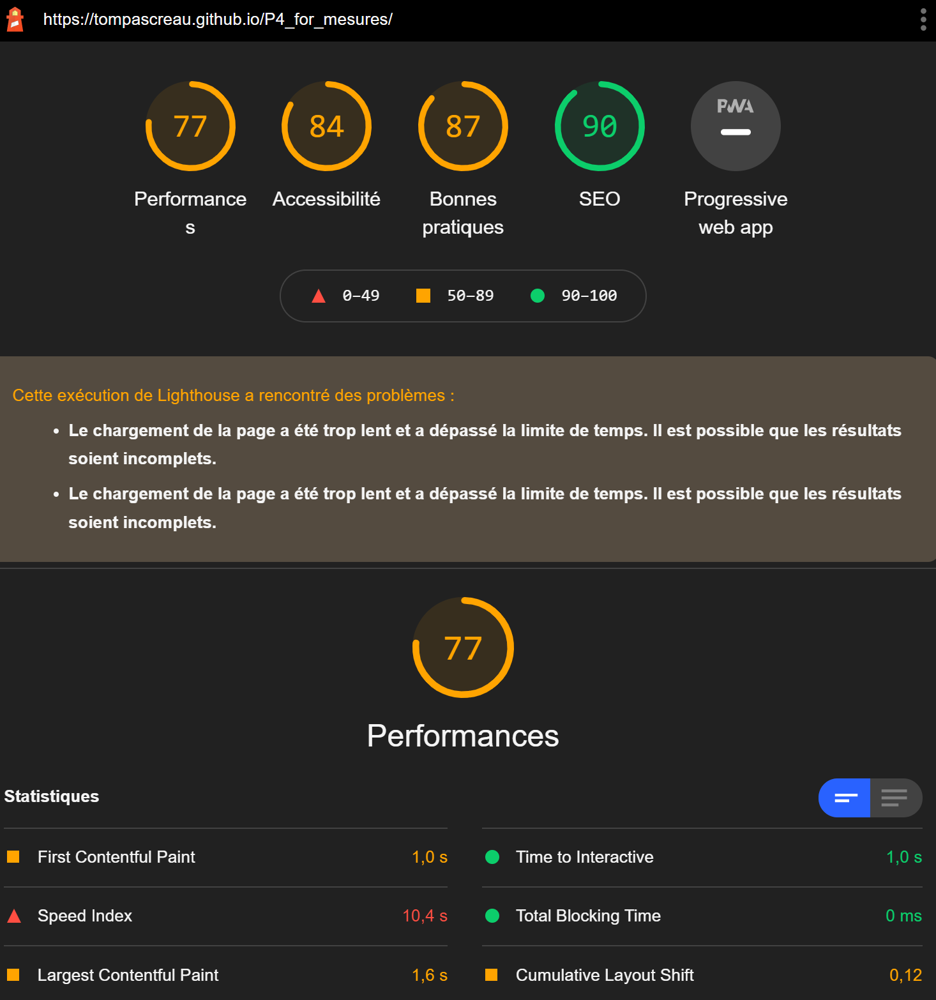 https://tompascreau.github.io/P4_for_mesures/
77
84
87
90
PWA
Performance
s
Accessibilité
Bonnes
pratiques
SEO
Progressive
web app
0–49
50–89
90–100
Cette exécution de Lighthouse a rencontré des problèmes :
• Le chargement de la page a été trop lent et a dépassé la limite de temps. Il est possible que les résultats
soient incomplets.
• Le chargement de la page a été trop lent et a dépassé la limite de temps. Il est possible que les résultats
soient incomplets.
77
Performances
Statistiques
First Contentful Paint 1,0 s
Time to Interactive 1,0 s
Speed Index 10,4 s
Total Blocking Time 0 ms
Largest Contentful Paint 1,6 s
Cumulative Layout Shift 0,12